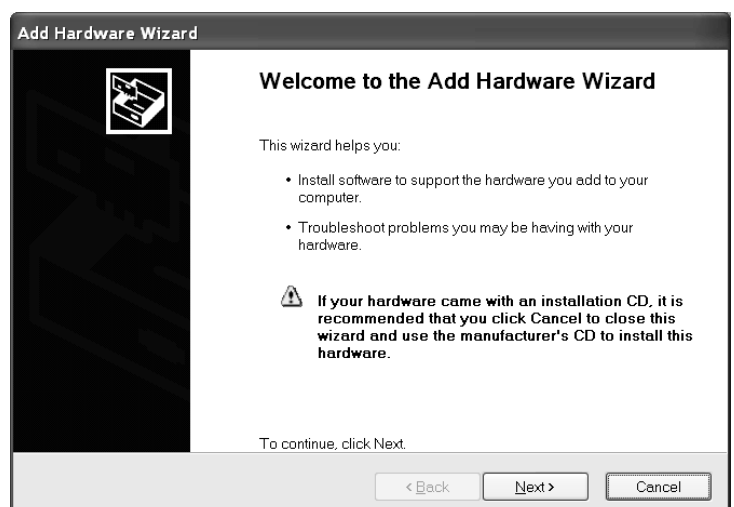 Add Hardware Wizard
Welcome to the Add Hardware Wizard
This wizard helps you:
• Install software to support the hardware you add to your
computer.
• Troubleshoot problems you may be having with your
hardware.
If your hardware came with an installation CD, it is
recommended that you click Cancel to close this
wizard and use the manufacturer's CD to install this
hardware.
To continue, click Next.
< Back Next > Cancel